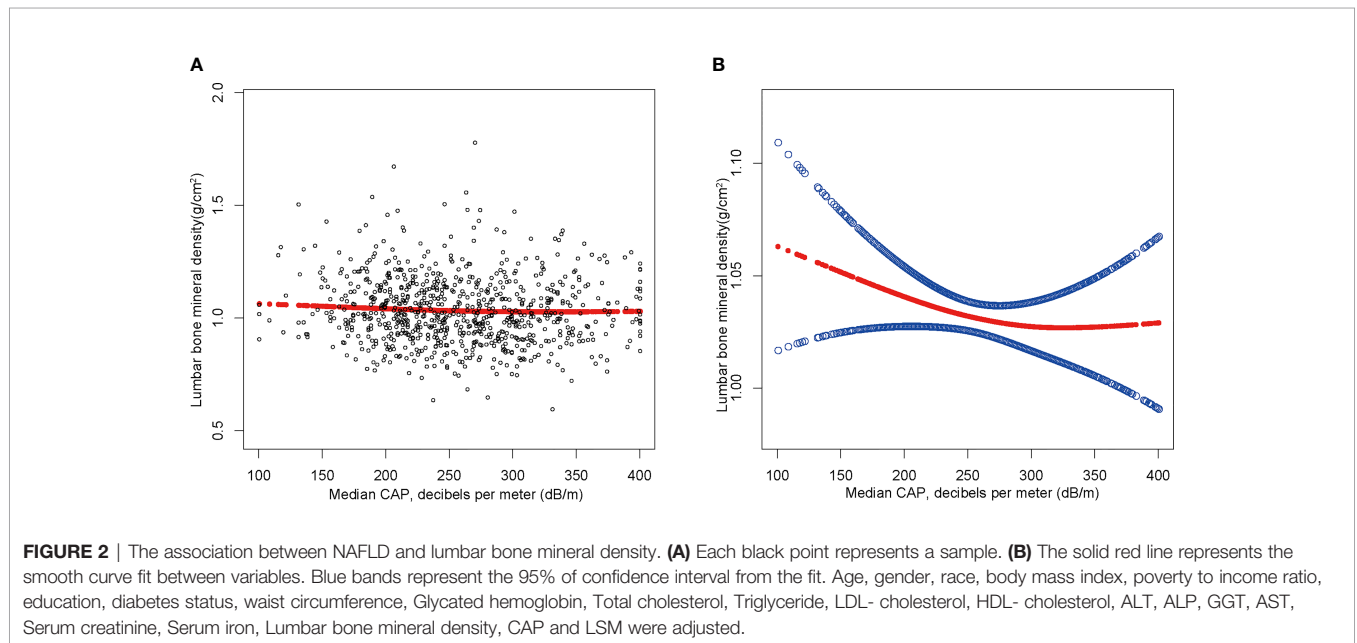 A
2.0
1.5
1.0
0.5
Lumbar bone mineral density(g/cm²)
100 150 200 250 300 350 400
Median CAP, decibels per meter (dB/m)
B
1.10
1.05
1.00
Lumbar bone mineral density(g/cm²)
100 150 200 250 300 350 400
Median CAP, decibels per meter (dB/m)
FIGURE 2 | The association between NAFLD and lumbar bone mineral density. (A) Each black point represents a sample. (B) The solid red line represents the
smooth curve fit between variables. Blue bands represent the 95% of confidence interval from the fit. Age, gender, race, body mass index, poverty to income ratio,
education, diabetes status, waist circumference, Glycated hemoglobin, Total cholesterol, Triglyceride, LDL- cholesterol, HDL- cholesterol, ALT, ALP, GGT, AST,
Serum creatinine, Serum iron, Lumbar bone mineral density, CAP and LSM were adjusted.